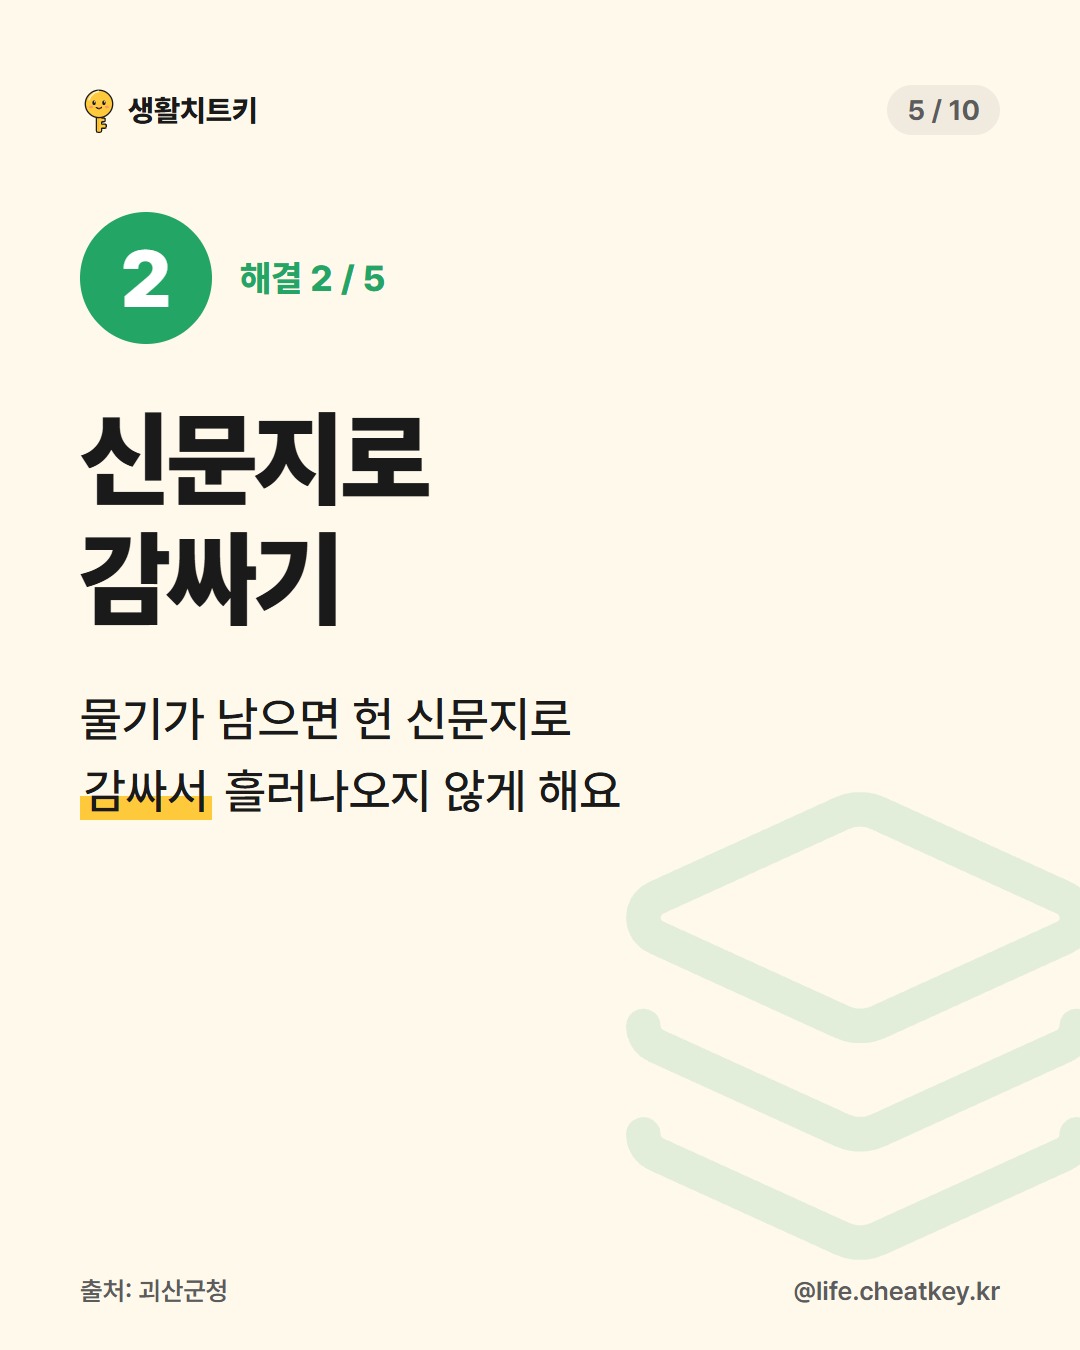 생활치트키
5 / 10
2
해결 2 / 5
신문지로
감싸기
물기가 남으면 헌 신문지로
감싸서 흘러나오지 않게 해요
출처: 괴산군청
@life.cheatkey.kr